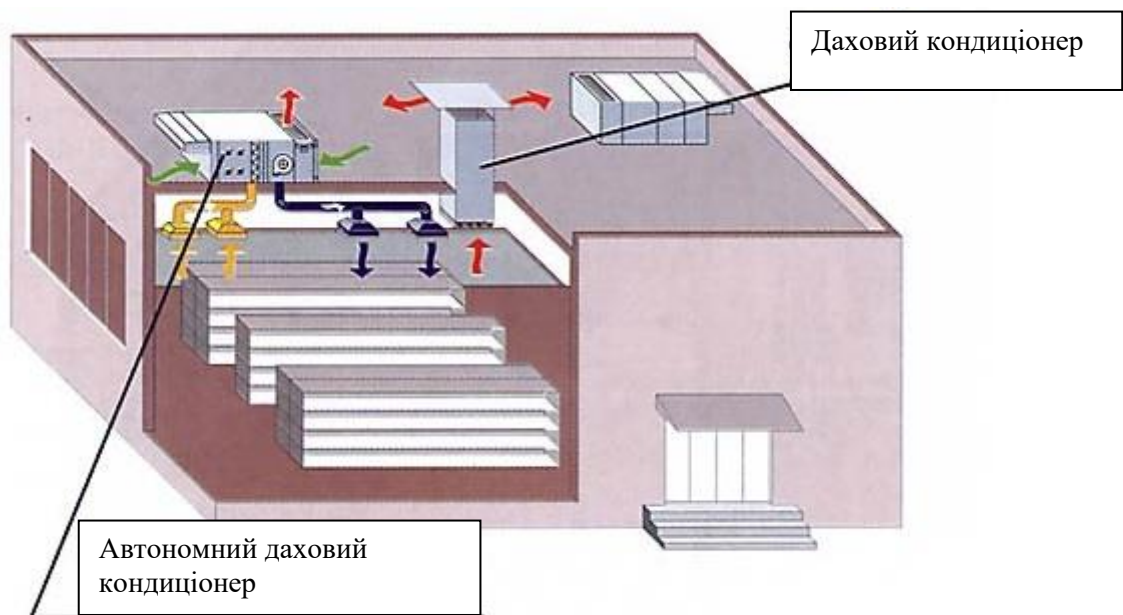 Даховий кондиціонер
Автономний даховий
кондиціонер